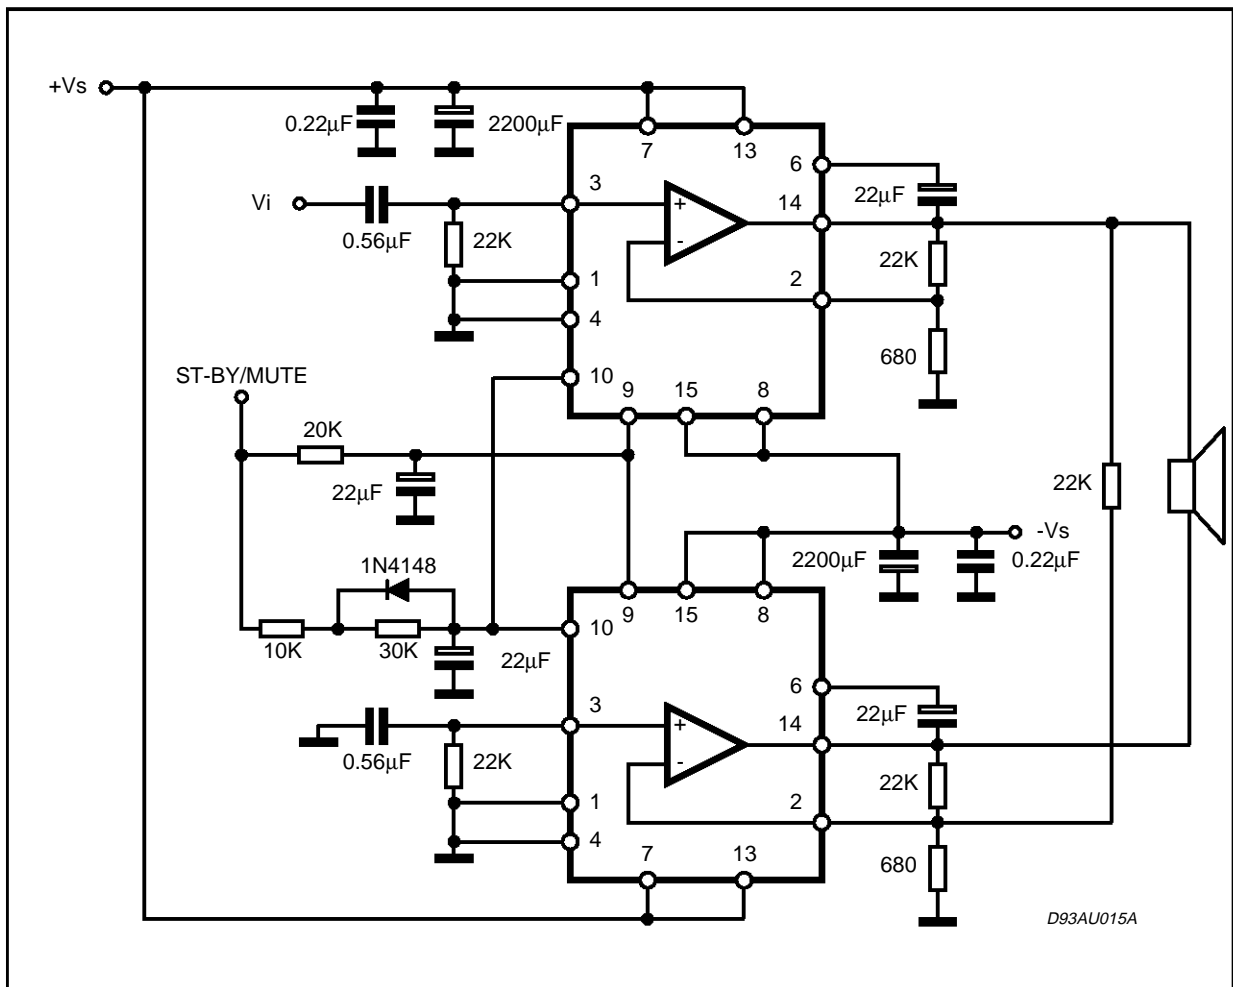 +Vs
0.22µF
2200µF
7
13
6
3
Vi
22µF
14
0.56µF
22K
22K
1
2
4
680
ST-BY/MUTE
10
9
15
8
20K
22µF
22K
-Vs
2200µF
0.22µF
1N4148
9
15
8
10
10K
30K
22µF
6
3
22µF
14
0.56µF
22K
22K
1
2
4
7
13
680
D93AU015A
+
-
+
-